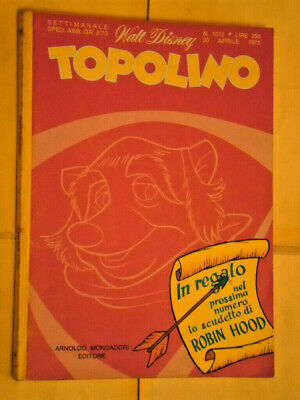 SETTIMANALE
SPED. ABB. GR. 2/70
Walt Disney
N. 1012 • LIRE 250
20 APRILE 1975
TOPOLINO
In regalo
nel
prossimo
numero
lo scudetto di
ROBIN HOOD
ARNOLDO MONDADORI
EDITORE